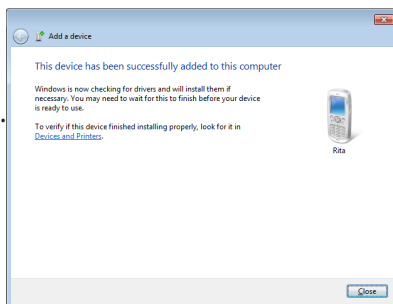 Add a device
This device has been successfully added to this computer
Windows is now checking for drivers and will install them if
necessary. You may need to wait for this to finish before your device
is ready to use.
To verify if this device finished installing properly, look for it in
Devices and Printers.
Rita
Close